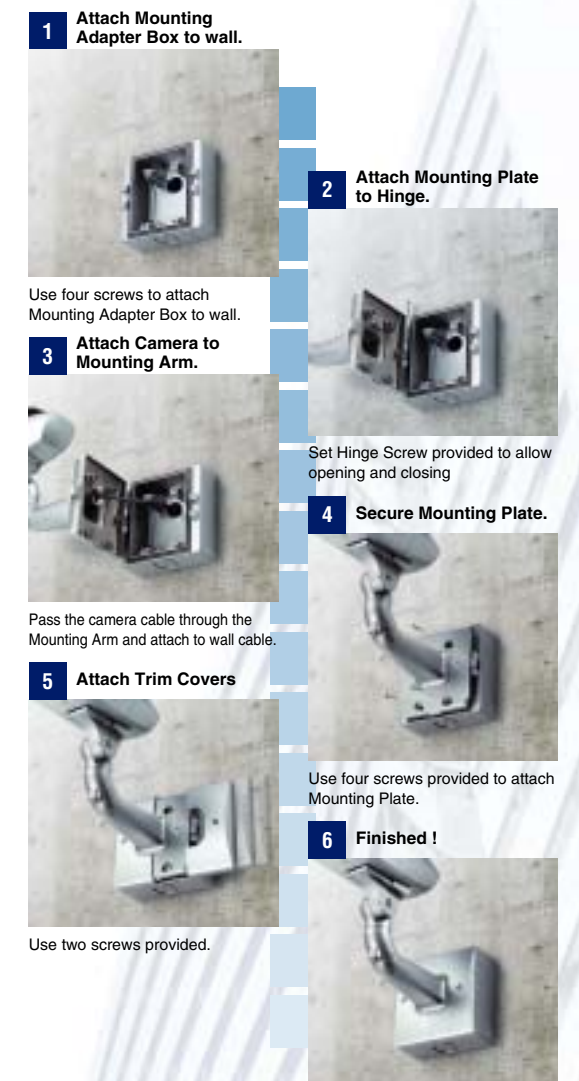 1
Attach Mounting
Adapter Box to wall.
Use four screws to attach
Mounting Adapter Box to wall.
2
Attach Mounting Plate
to Hinge.
Set Hinge Screw provided to allow
opening and closing
3
Attach Camera to
Mounting Arm.
Pass the camera cable through the
Mounting Arm and attach to wall cable.
4
Secure Mounting Plate.
Use four screws provided to attach
Mounting Plate.
5
Attach Trim Covers
Use two screws provided.
6
Finished !